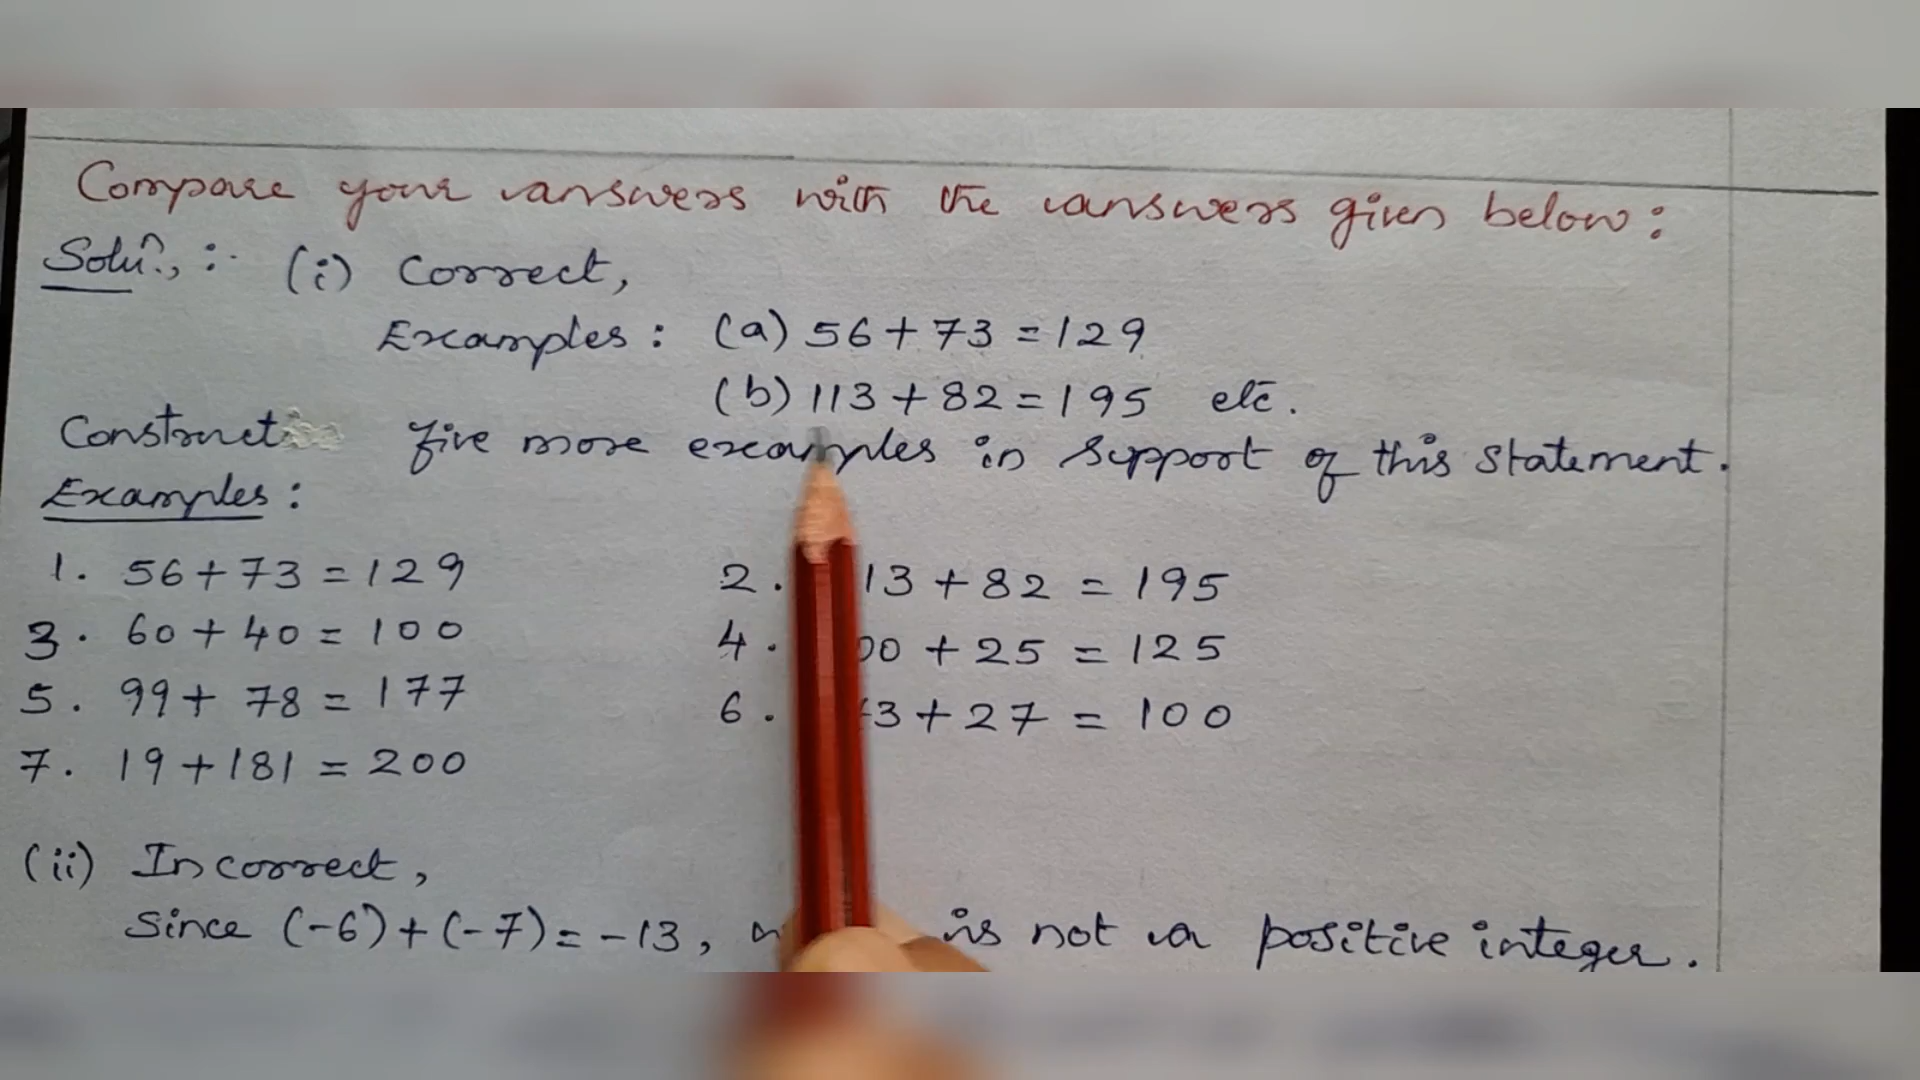 Compare your answers with the answers given below:
Solun., :- (i) Correct,
Examples: (a) 56+73=129
(b) 113+82=195 etc.
Construct five more examples in support of this statement.
Examples:
1. 56+73=129 2. 13+82=195
3. 60+40=100 4. 00+25=125
5. 99+78=177 6. 3+27=100
7. 19+181=200
(ii) Incorrect,
Since (-6)+(-7)=-13, is not a positive integer.